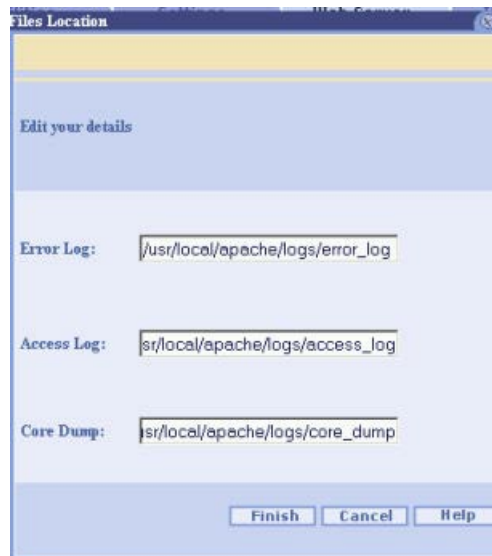 Files Location
Edit your details
Error Log: /usr/local/apache/logs/error_log
Access Log: sr/local/apache/logs/access_log
Core Dump: usr/local/apache/logs/core_dump
Finish Cancel Help